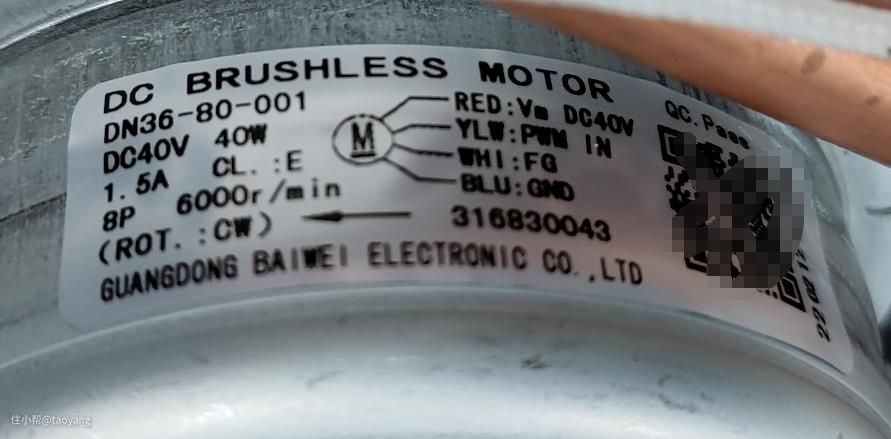 DC BRUSHLESS MOTOR
DN36-80-001
DC40V 40W
1.5A CL.:E
8P 6000r/min
(ROT.:CW)
M
RED:Vm DC40V
YLW:PWM IN
WHI:FG
BLU:GND
316830043
GUANGDONG BAIWEI ELECTRONIC CO.,LTD
QC.Pass
住小帮@taoyang